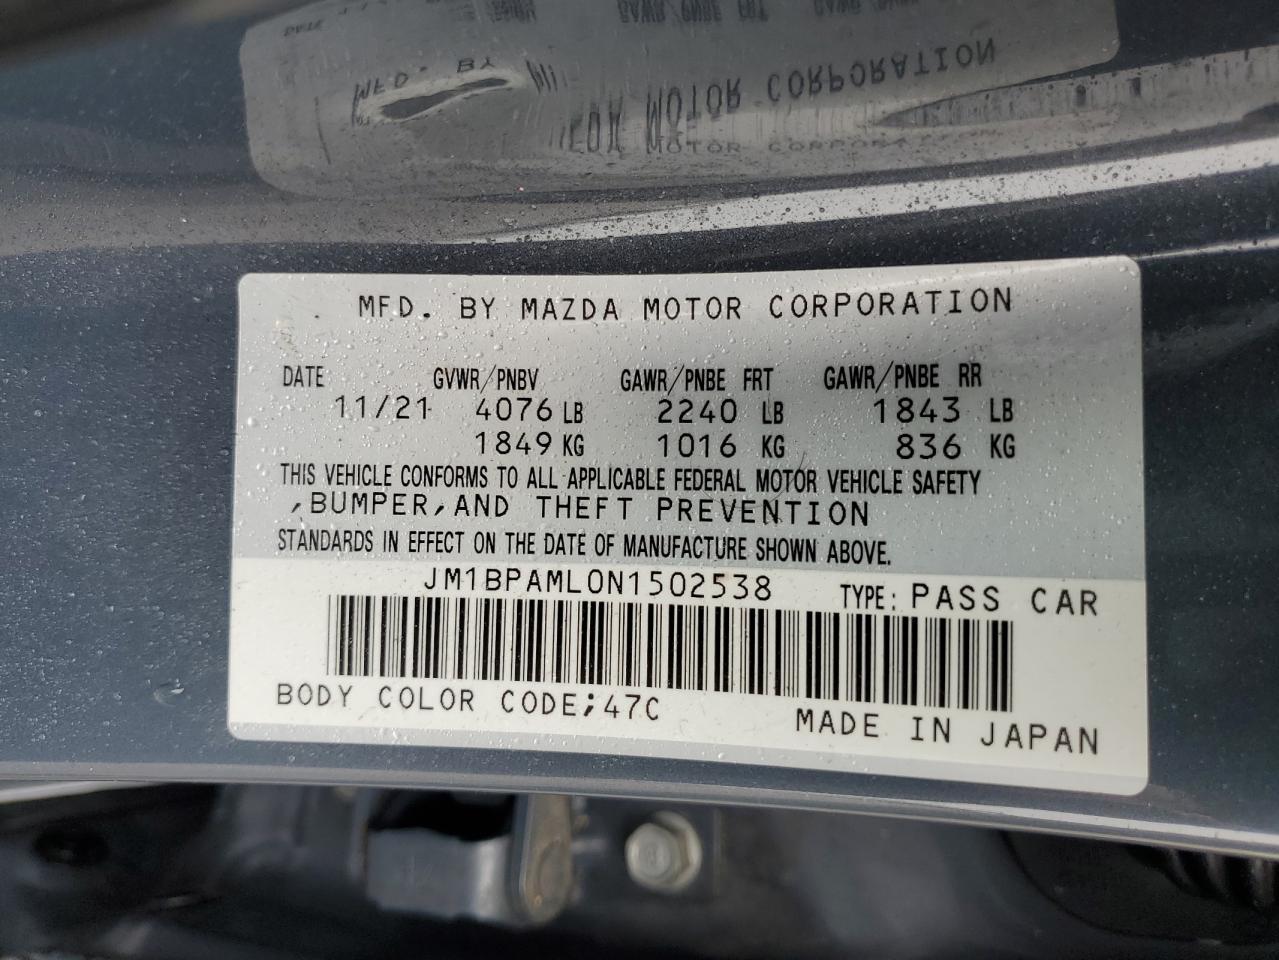 MFD. BY MAZDA MOTOR CORPORATION
DATE GVWR/PNBV GAWR/PNBE FRT GAWR/PNBE RR
11/21 4076 LB 2240 LB 1843 LB
1849 KG 1016 KG 836 KG
THIS VEHICLE CONFORMS TO ALL APPLICABLE FEDERAL MOTOR VEHICLE SAFETY
,BUMPER,AND THEFT PREVENTION
STANDARDS IN EFFECT ON THE DATE OF MANUFACTURE SHOWN ABOVE.
JM1BPAML0N1502538 TYPE: PASS CAR
BODY COLOR CODE;47C
MADE IN JAPAN